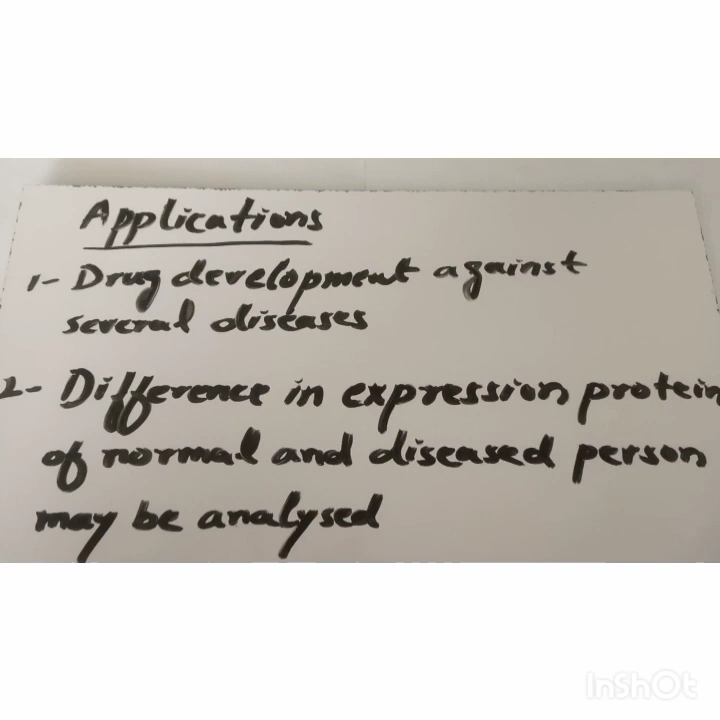 Applications
1- Drug development against
several diseases
2- Difference in expression protein
of normal and diseased person
may be analysed
InShOt